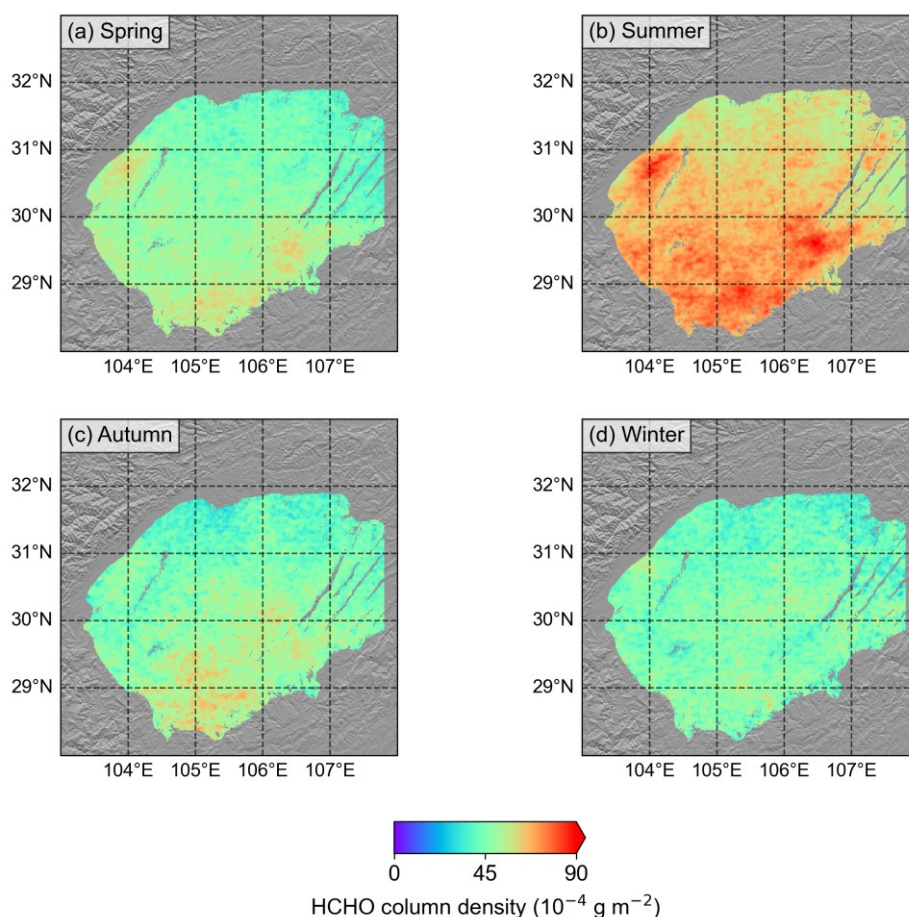 (a) Spring
(b) Summer
32°N
31°N
30°N
29°N
104°E 105°E 106°E 107°E
32°N
31°N
30°N
29°N
104°E 105°E 106°E 107°E
(c) Autumn
(d) Winter
32°N
31°N
30°N
29°N
104°E 105°E 106°E 107°E
32°N
31°N
30°N
29°N
104°E 105°E 106°E 107°E
0 45 90
HCHO column density (10⁻⁴ g m⁻²)